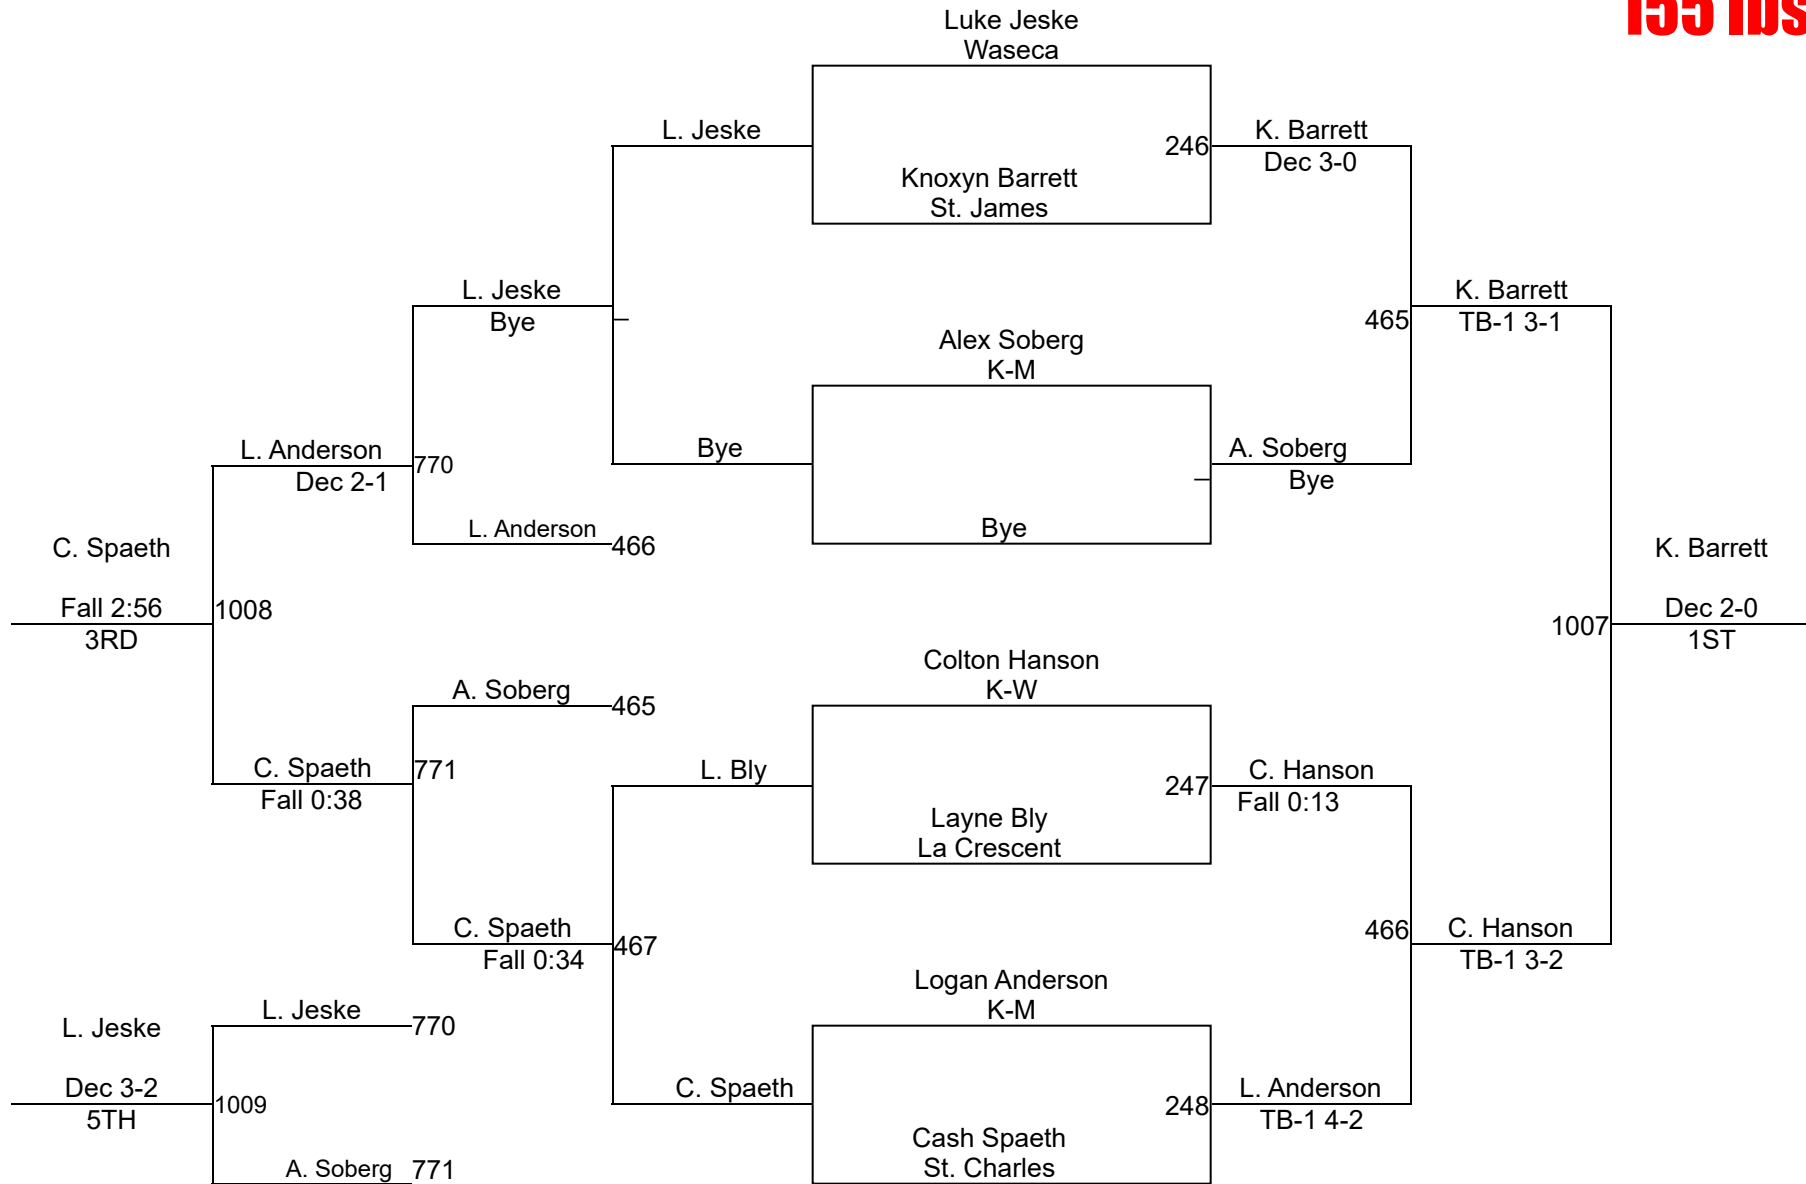 155 lbs
Luke Jeske
Waseca
L. Jeske
246
K. Barrett
Dec 3-0
Knoxyn Barrett
St. James
L. Jeske
Bye
465
K. Barrett
TB-1 3-1
Alex Soberg
K-M
L. Anderson
Dec 2-1
770
Bye
A. Soberg
Bye
L. Anderson
466
Bye
C. Spaeth
Fall 2:56
3RD
1008
K. Barrett
Dec 2-0
1ST
1007
Colton Hanson
K-W
A. Soberg
465
C. Spaeth
Fall 0:38
771
L. Bly
247
C. Hanson
Fall 0:13
Layne Bly
La Crescent
C. Spaeth
Fall 0:34
467
466
C. Hanson
TB-1 3-2
Logan Anderson
K-M
L. Jeske
Dec 3-2
5TH
L. Jeske
770
1009
C. Spaeth
248
L. Anderson
TB-1 4-2
Cash Spaeth
St. Charles
A. Soberg
771